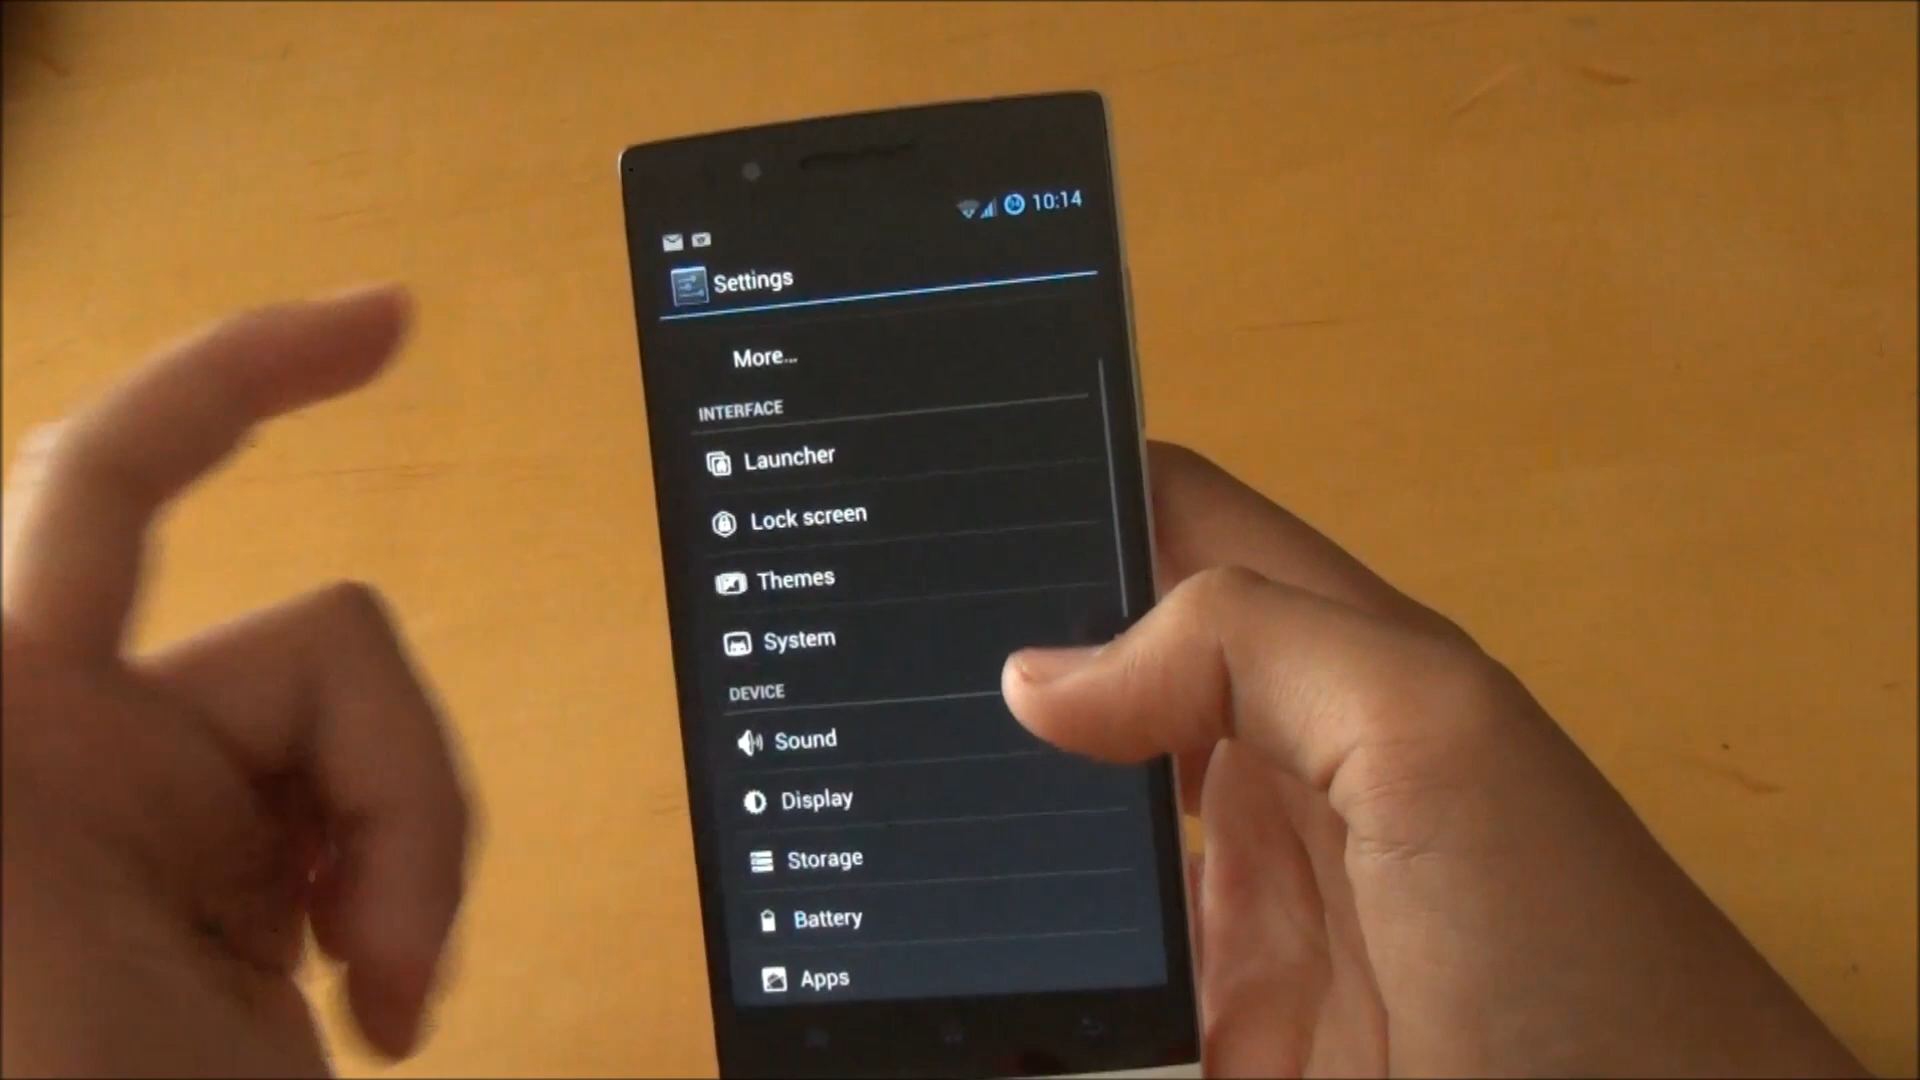 10:14
Settings
More...
INTERFACE
Launcher
Lock screen
Themes
System
DEVICE
Sound
Display
Storage
Battery
Apps